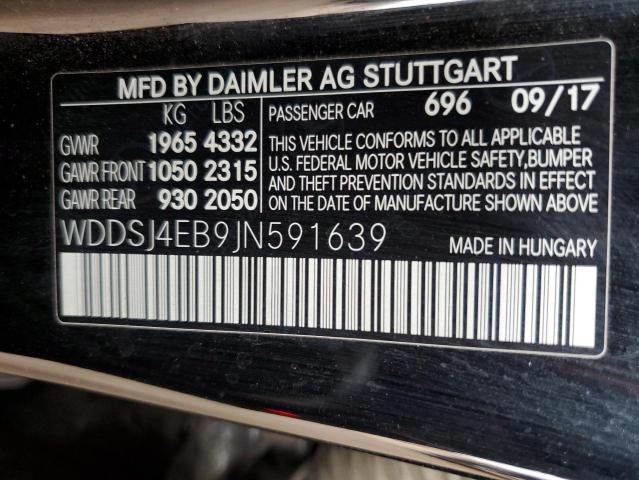 MFD BY DAIMLER AG STUTTGART
KG LBS PASSENGER CAR 696 09/17
GVWR 1965 4332
GAWR FRONT 1050 2315
GAWR REAR 930 2050
THIS VEHICLE CONFORMS TO ALL APPLICABLE
U.S. FEDERAL MOTOR VEHICLE SAFETY,BUMPER
AND THEFT PREVENTION STANDARDS IN EFFECT
ON THE DATE OF MANUFACTURE SHOWN ABOVE
WDDSJ4EB9JN591639 MADE IN HUNGARY